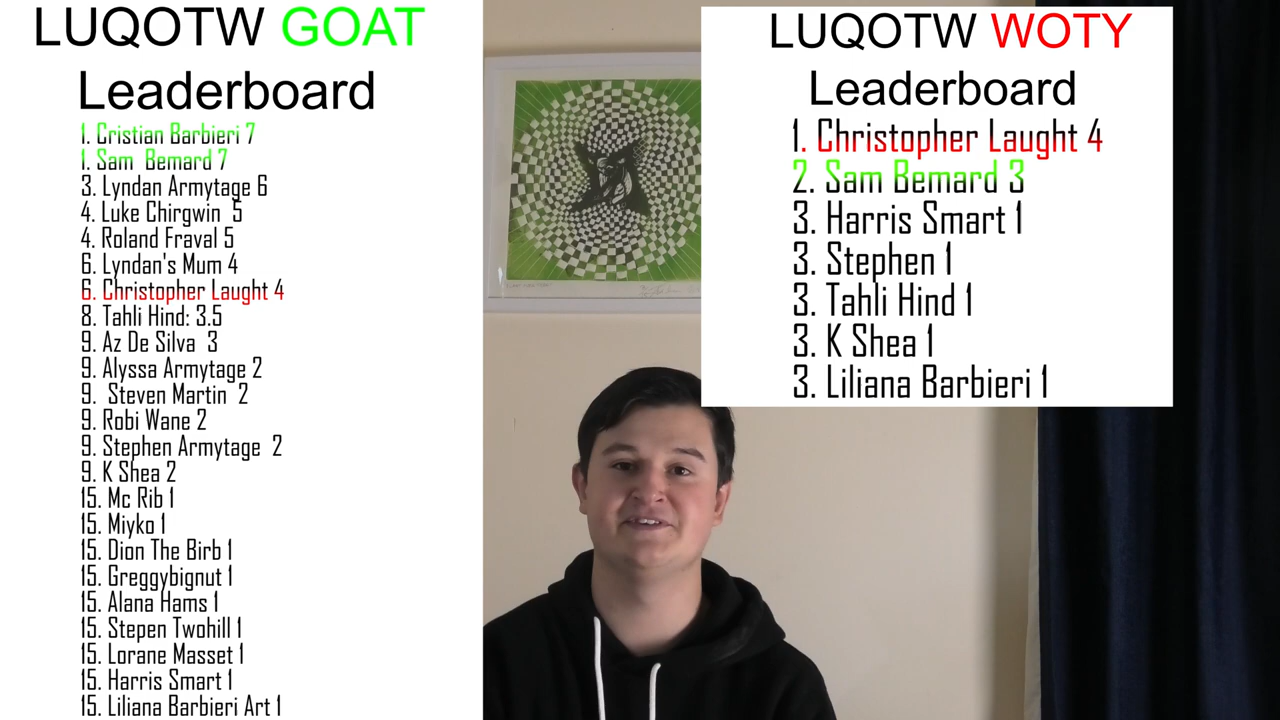 LUQOTW GOAT
Leaderboard
1. Cristian Barbieri 7
1. Sam Bemard 7
3. Lyndan Armytage 6
4. Luke Chirgwin 5
4. Roland Fraval 5
6. Lyndan's Mum 4
6. Christopher Laught 4
8. Tahli Hind: 3.5
9. Az De Silva 3
9. Alyssa Armytage 2
9. Steven Martin 2
9. Robi Wane 2
9. Stephen Armytage 2
9. K Shea 2
15. Mc Rib 1
15. Miyko 1
15. Dion The Birb 1
15. Greggybignut 1
15. Alana Hams 1
15. Stepen Twohill 1
15. Lorane Masset 1
15. Harris Smart 1
15. Liliana Barbieri Art 1
LUQOTW WOTY
Leaderboard
1. Christopher Laught 4
2. Sam Bemard 3
3. Harris Smart 1
3. Stephen 1
3. Tahli Hind 1
3. K Shea 1
3. Liliana Barbieri 1